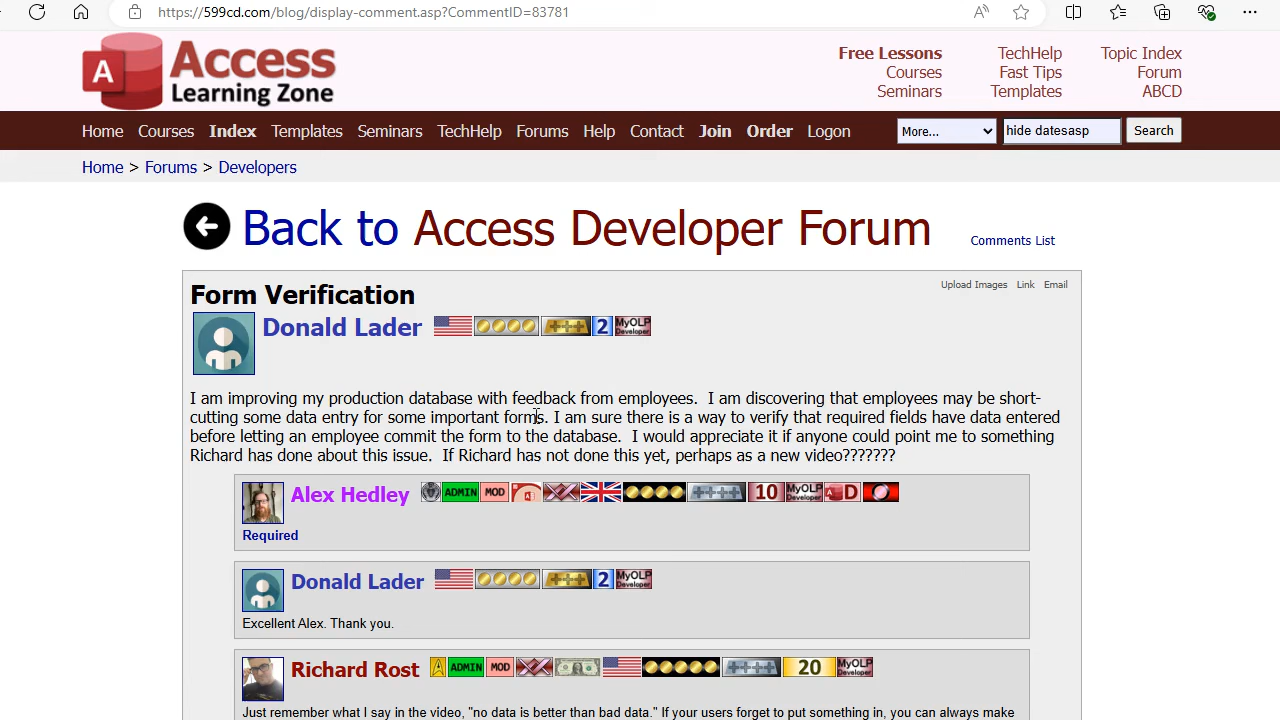 https://599cd.com/blog/display-comment.asp?CommentID=83781
A
Access
Learning Zone
Free Lessons TechHelp Topic Index
Courses Fast Tips Forum
Seminars Templates ABCD
Home Courses Index Templates Seminars TechHelp Forums Help Contact Join Order Logon More... hide datesasp Search
Home > Forums > Developers
Back to Access Developer Forum Comments List
Form Verification Upload Images Link Email
Donald Lader 2 MyOLP Developer
I am improving my production database with feedback from employees.  I am discovering that employees may be short-
cutting some data entry for some important forms. I am sure there is a way to verify that required fields have data entered
before letting an employee commit the form to the database.  I would appreciate it if anyone could point me to something
Richard has done about this issue.  If Richard has not done this yet, perhaps as a new video???????
Alex Hedley ADMIN MOD A 10 MyOLP Developer A D
Required
Donald Lader 2 MyOLP Developer
Excellent Alex. Thank you.
Richard Rost ADMIN MOD 20 MyOLP Developer
Just remember what I say in the video, "no data is better than bad data." If your users forget to put something in, you can always make